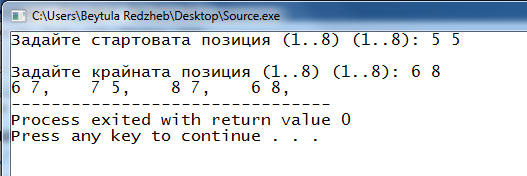 C:\Users\Beytula Redzheb\Desktop\Source.exe
Задайте стартовата позиция (1..8) (1..8): 5 5
Задайте крайната позиция (1..8) (1..8): 6 8
6 7,    7 5,    8 7,    6 8,
--------------------------------
Process exited with return value 0
Press any key to continue . . .